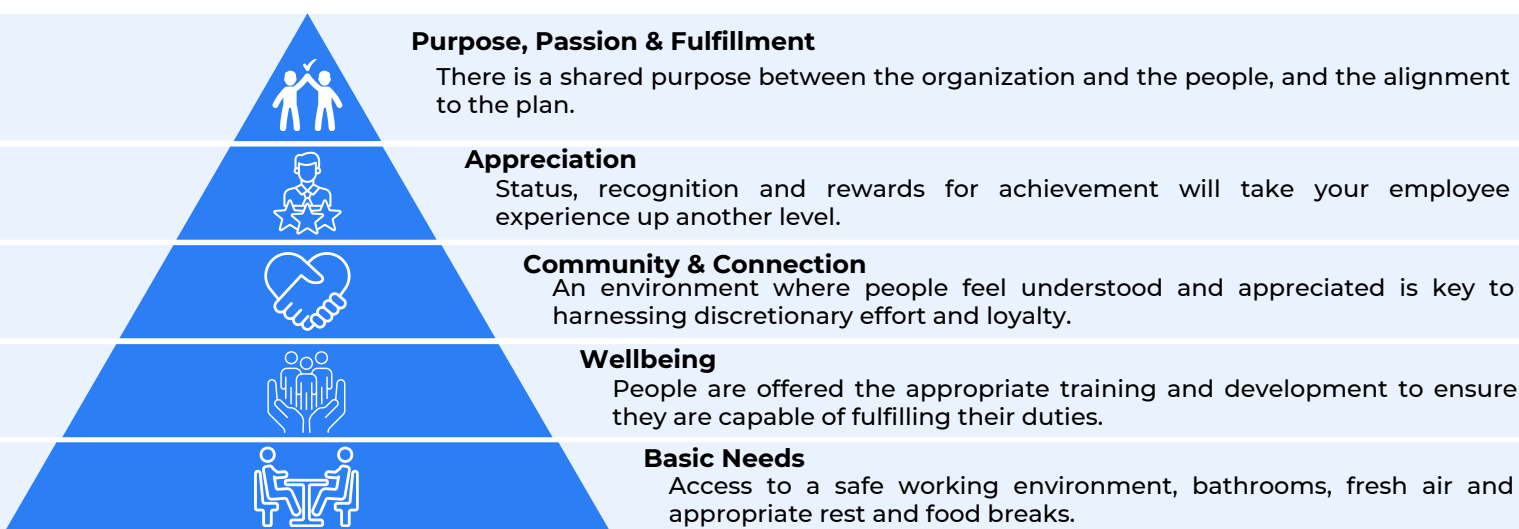 Purpose, Passion & Fulfillment
There is a shared purpose between the organization and the people, and the alignment
to the plan.
Appreciation
Status, recognition and rewards for achievement will take your employee
experience up another level.
Community & Connection
An environment where people feel understood and appreciated is key to
harnessing discretionary effort and loyalty.
Wellbeing
People are offered the appropriate training and development to ensure
they are capable of fulfilling their duties.
Basic Needs
Access to a safe working environment, bathrooms, fresh air and
appropriate rest and food breaks.